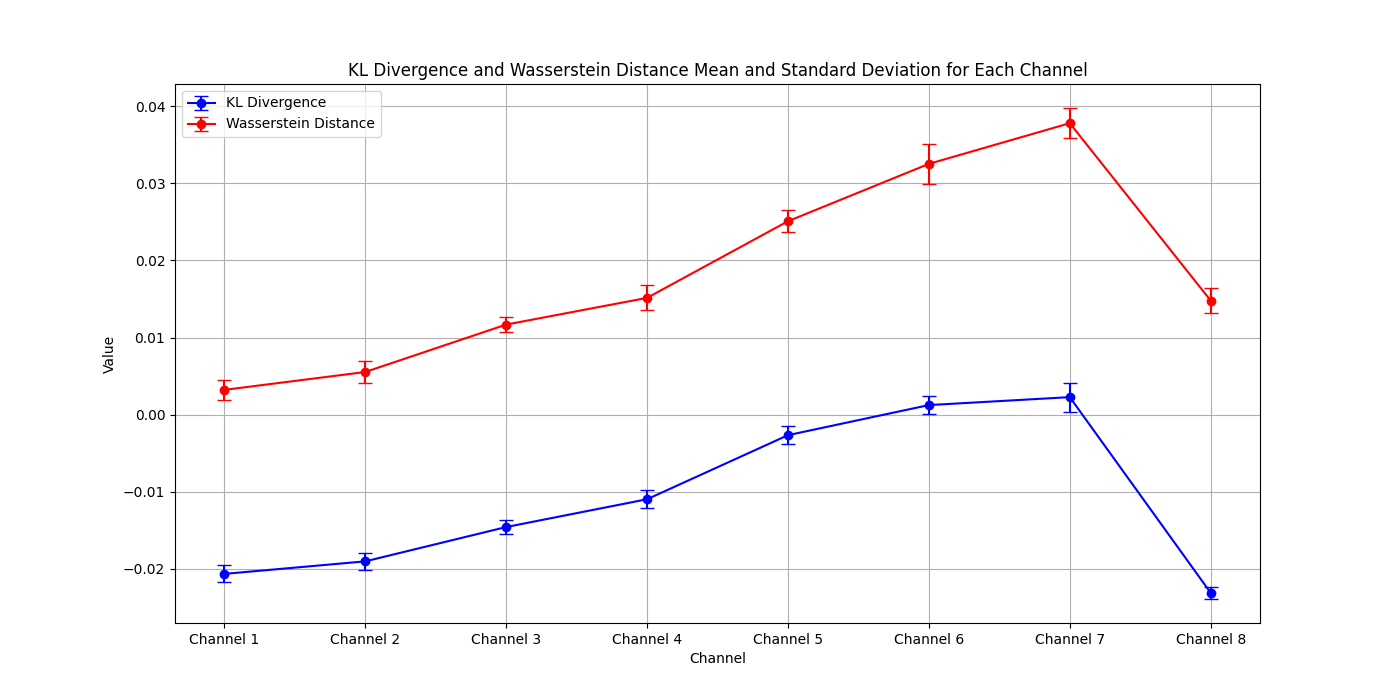 KL Divergence and Wasserstein Distance Mean and Standard Deviation for Each Channel
KL Divergence
Wasserstein Distance
0.04
0.03
0.02
0.01
0.00
−0.01
−0.02
Value
Channel 1 Channel 2 Channel 3 Channel 4 Channel 5 Channel 6 Channel 7 Channel 8
Channel